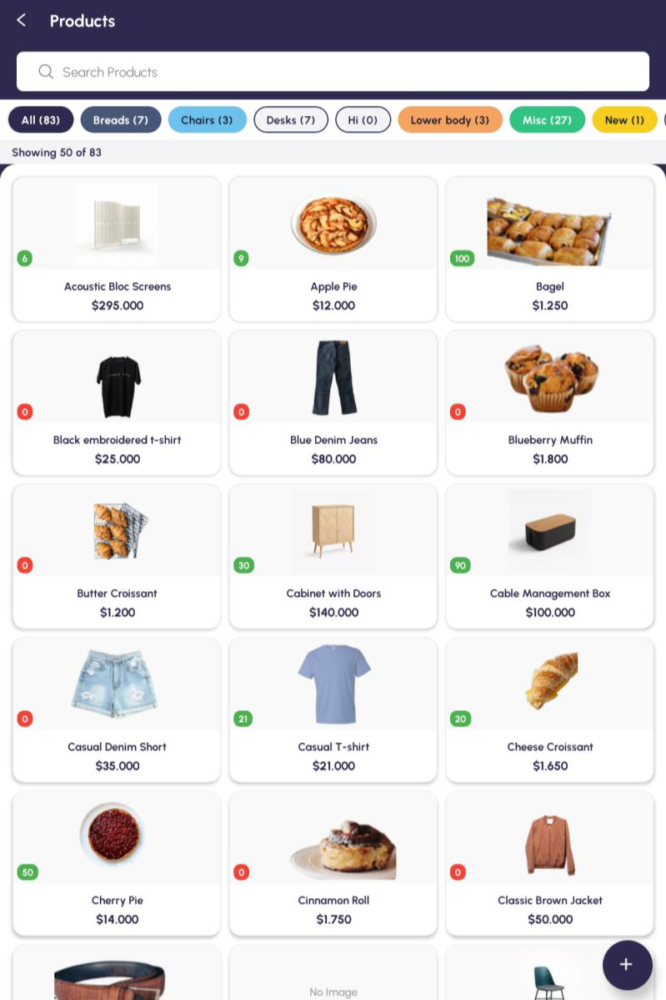 Products
Search Products
All (83) Breads (7) Chairs (3) Desks (7) Hi (0) Lower body (3) Misc (27) New (1)
Showing 50 of 83
6 9 100
Acoustic Bloc Screens Apple Pie Bagel
$295.000 $12.000 $1.250
0 0 0
Black embroidered t-shirt Blue Denim Jeans Blueberry Muffin
$25.000 $80.000 $1.800
0 30 90
Butter Croissant Cabinet with Doors Cable Management Box
$1.200 $140.000 $100.000
0 21 20
Casual Denim Short Casual T-shirt Cheese Croissant
$35.000 $21.000 $1.650
50 0 0
Cherry Pie Cinnamon Roll Classic Brown Jacket
$14.000 $1.750 $50.000
No Image
+